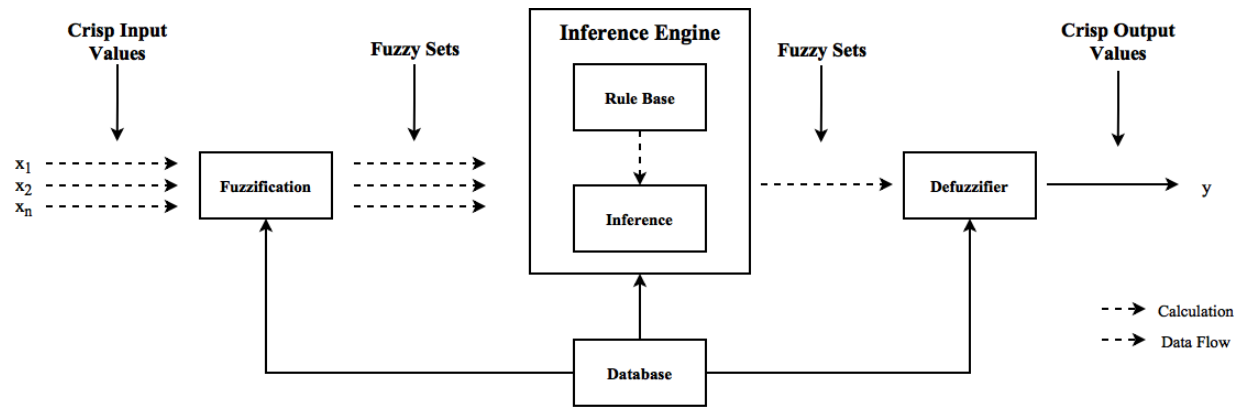 Crisp Input
Values
Fuzzy Sets
Inference Engine
Rule Base
Inference
Fuzzy Sets
Crisp Output
Values
x1
x2
xn
Fuzzification
Defuzzifier
y
Database
Calculation
Data Flow